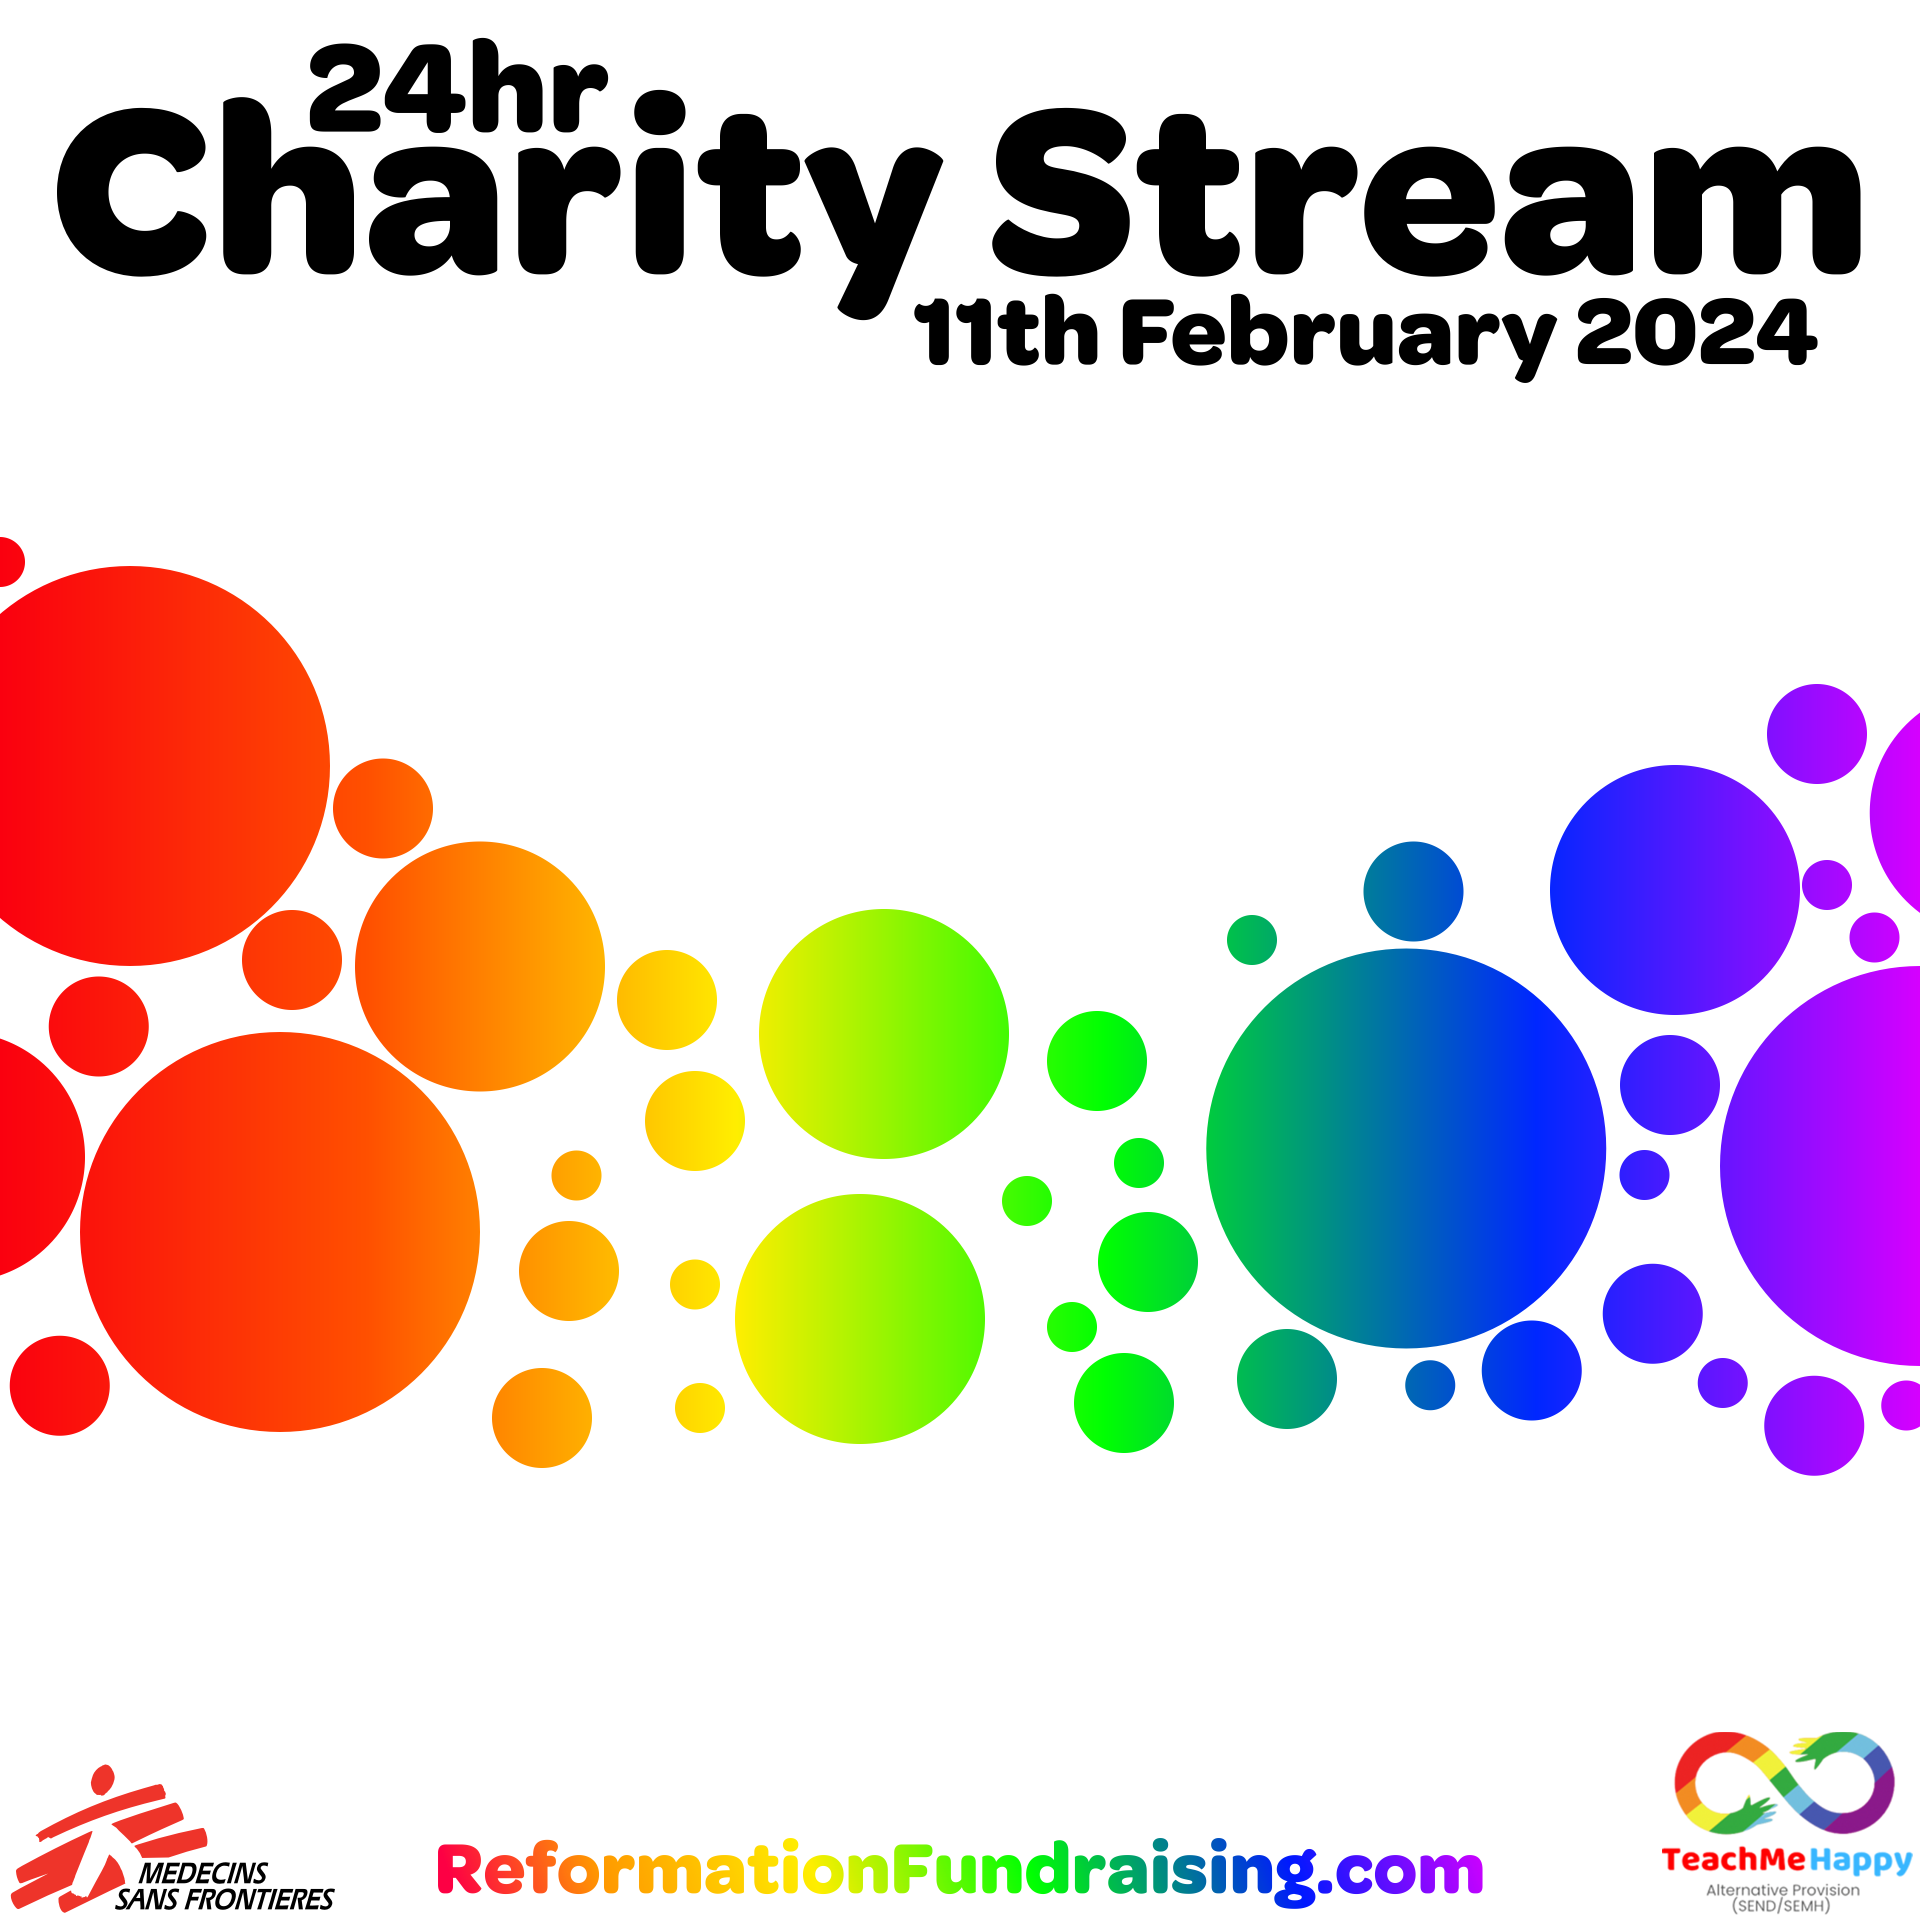 24hr
Charity Stream
11th February 2024
MEDECINS
SANS FRONTIERES
ReformationFundraising.com
TeachMeHappy
Alternative Provision
(SEND/SEMH)